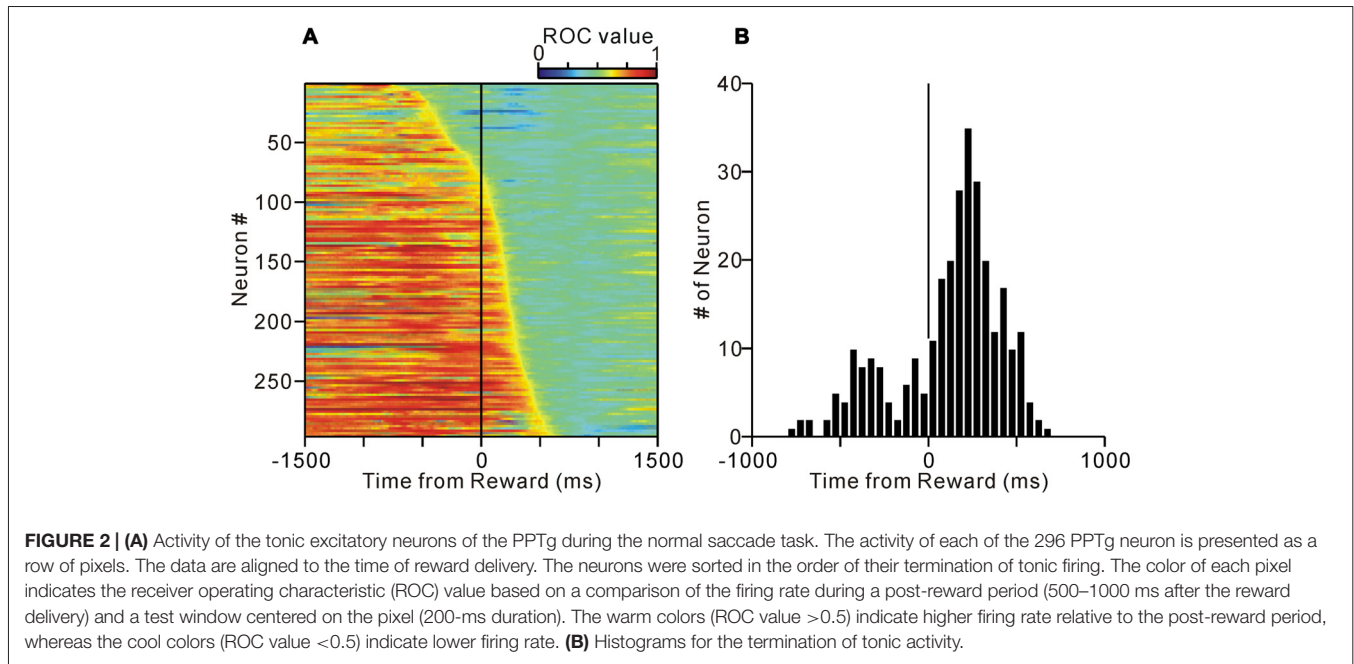 A
ROC value
0 1
50
100
150
200
250
Neuron #
-1500 0 1500
Time from Reward (ms)
B
40
30
20
10
0
# of Neuron
-1000 0 1000
Time from Reward (ms)
FIGURE 2 | (A) Activity of the tonic excitatory neurons of the PPTg during the normal saccade task. The activity of each of the 296 PPTg neuron is presented as a
row of pixels. The data are aligned to the time of reward delivery. The neurons were sorted in the order of their termination of tonic firing. The color of each pixel
indicates the receiver operating characteristic (ROC) value based on a comparison of the firing rate during a post-reward period (500–1000 ms after the reward
delivery) and a test window centered on the pixel (200-ms duration). The warm colors (ROC value >0.5) indicate higher firing rate relative to the post-reward period,
whereas the cool colors (ROC value <0.5) indicate lower firing rate. (B) Histograms for the termination of tonic activity.